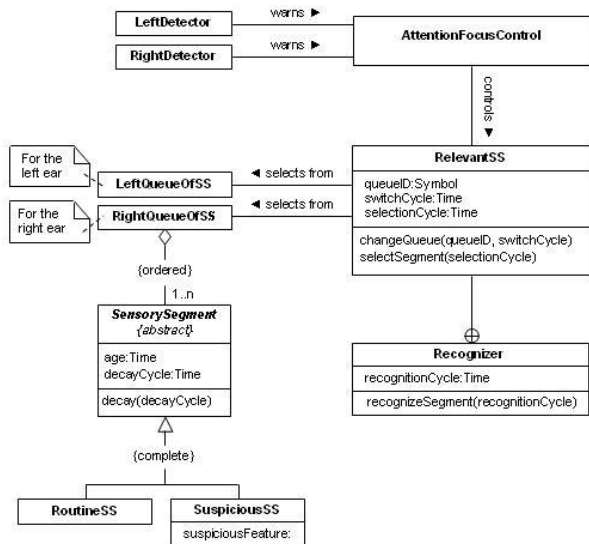 LeftDetector
warns ►
AttentionFocusControl
RightDetector
warns ►
controls ►
For the
left ear
LeftQueueOfSS
◄ selects from
RelevantSS
queueID:Symbol
switchCycle:Time
selectionCycle:Time
changeQueue(queueID, switchCycle)
selectSegment(selectionCycle)
For the
right ear
RightQueueOfSS
◄ selects from
{ordered}
1..n
SensorySegment
{abstract}
age:Time
decayCycle:Time
decay(decayCycle)
Recognizer
recognitionCycle:Time
recognizeSegment(recognitionCycle)
{complete}
RoutineSS
SuspiciousSS
suspiciousFeature: